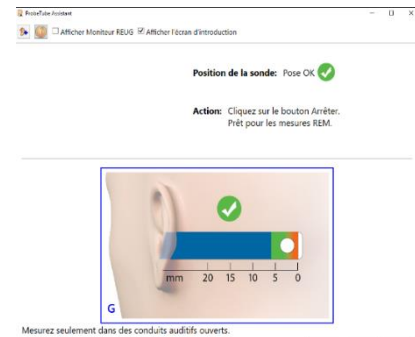 ProbeTube Assistant
Afficher Moniteur REUG Afficher l'écran d'introduction
Position de la sonde: Pose OK
Action: Cliquez sur le bouton Arrêter.
Prêt pour les mesures REM.
mm 20 15 10 5 0
G
Mesurez seulement dans des conduits auditifs ouverts.